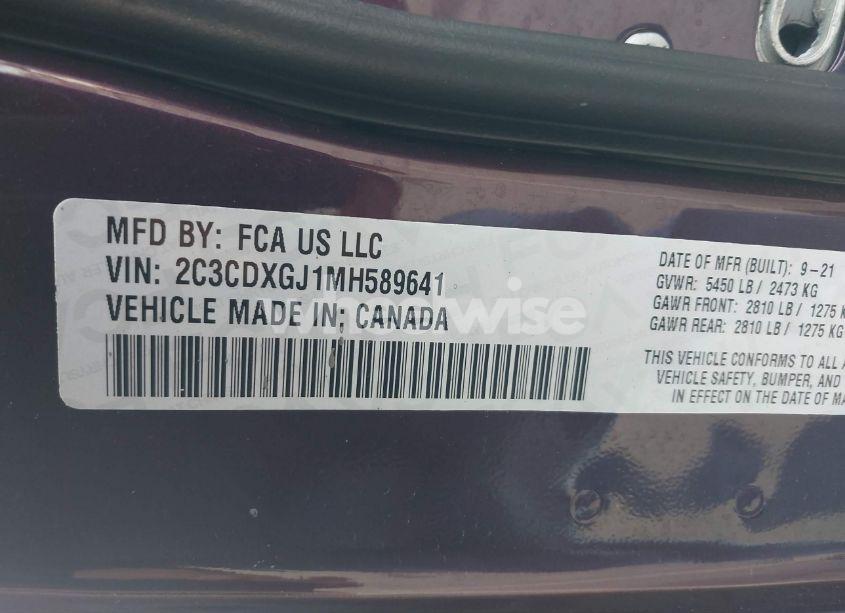 MFD BY: FCA US LLC
VIN: 2C3CDXGJ1MH589641
VEHICLE MADE IN: CANADA
DATE OF MFR (BUILT): 9-21
GVWR: 5450 LB / 2473 KG
GAWR FRONT: 2810 LB / 1275 K
GAWR REAR: 2810 LB / 1275 KG
THIS VEHICLE CONFORMS TO ALL A
VEHICLE SAFETY, BUMPER, AND
IN EFFECT ON THE DATE OF MA
wheelwise